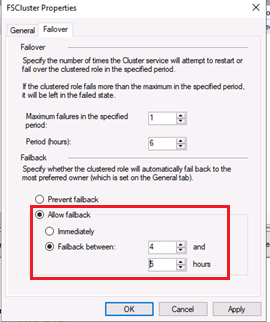 FSCluster Properties
General Failover
Failover
Specify the number of times the Cluster service will attempt to restart or
fail over the clustered role in the specified period.
If the clustered role fails more than the maximum in the specified period, it
will be left in the failed state.
Maximum failures in the specified
period:
1
Period (hours):
6
Failback
Specify whether the clustered role will automatically fail back to the
most preferred owner (which is set on the General tab).
Prevent failback
Allow failback
Immediately
Failback between:
4 and
5 hours
OK Cancel Apply